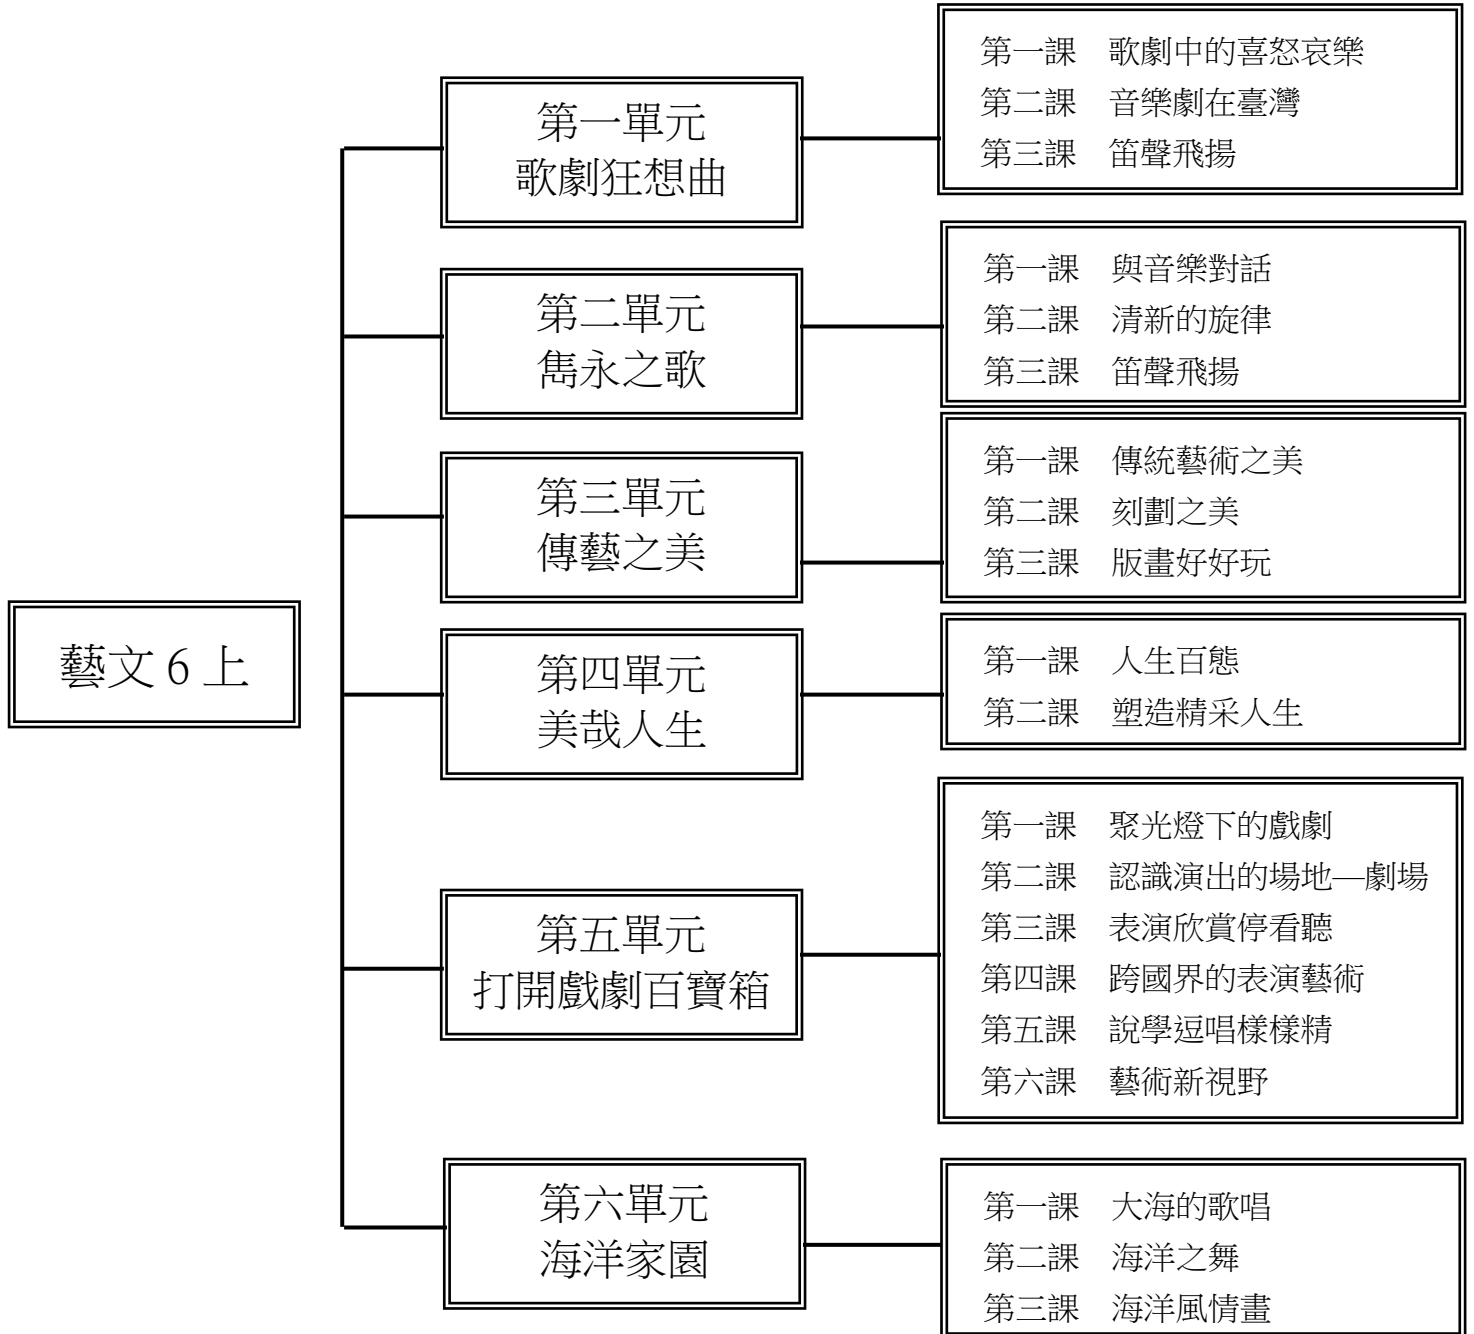 藝文 6 上
第一單元
歌劇狂想曲
第一課　歌劇中的喜怒哀樂
第二課　音樂劇在臺灣
第三課　笛聲飛揚
第二單元
雋永之歌
第一課　與音樂對話
第二課　清新的旋律
第三課　笛聲飛揚
第三單元
傳藝之美
第一課　傳統藝術之美
第二課　刻劃之美
第三課　版畫好好玩
第四單元
美哉人生
第一課　人生百態
第二課　塑造精采人生
第五單元
打開戲劇百寶箱
第一課　聚光燈下的戲劇
第二課　認識演出的場地—劇場
第三課　表演欣賞停看聽
第四課　跨國界的表演藝術
第五課　說學逗唱樣樣精
第六課　藝術新視野
第六單元
海洋家園
第一課　大海的歌唱
第二課　海洋之舞
第三課　海洋風情畫